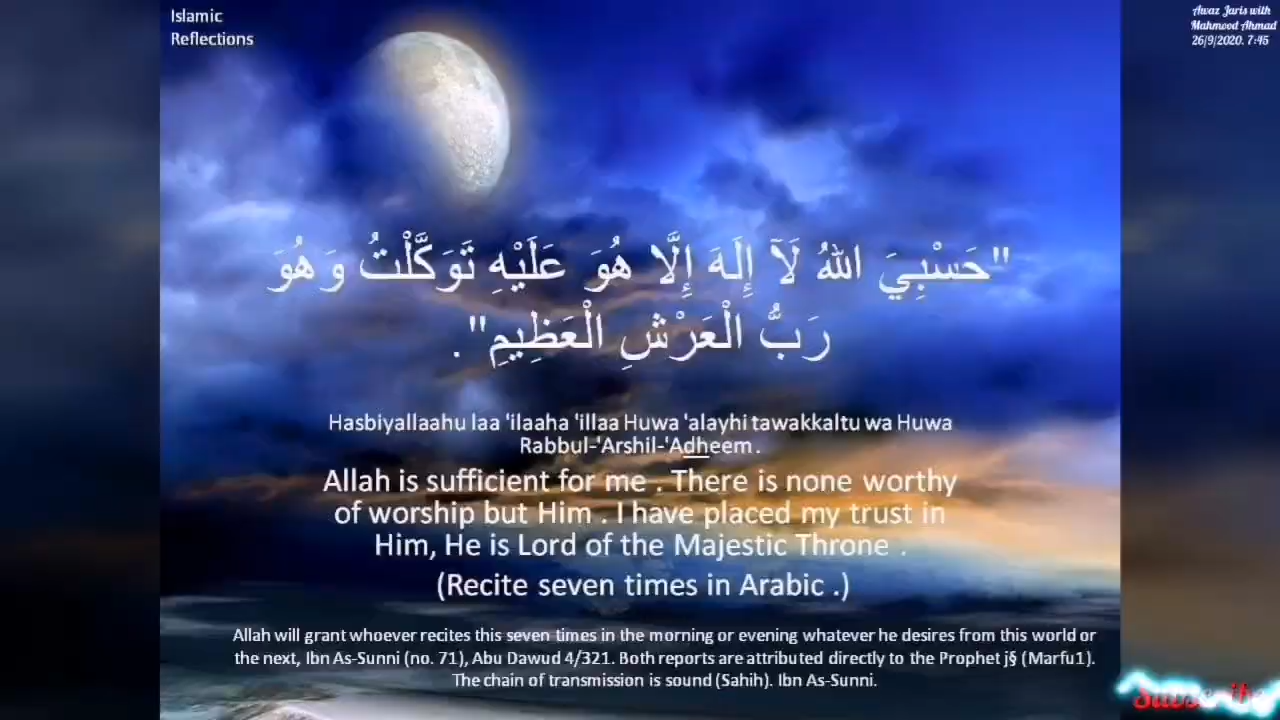 Islamic
Reflections
Awaz Jaris with
Mahmood Ahmad
26/9/2020. 7:45
"حَسْبِيَ اللهُ لَآ إِلَهَ إِلَّا هُوَ عَلَيْهِ تَوَكَّلْتُ وَهُوَ
رَبُّ الْعَرْشِ الْعَظِيمِ".
Hasbiyallaahu laa 'ilaaha 'illaa Huwa 'alayhi tawakkaltu wa Huwa
Rabbul-'Arshil-'Adheem .
Allah is sufficient for me . There is none worthy
of worship but Him . I have placed my trust in
Him, He is Lord of the Majestic Throne .
(Recite seven times in Arabic .)
Allah will grant whoever recites this seven times in the morning or evening whatever he desires from this world or
the next, Ibn As-Sunni (no. 71), Abu Dawud 4/321. Both reports are attributed directly to the Prophet j§ (Marfu1).
The chain of transmission is sound (Sahih). Ibn As-Sunni.